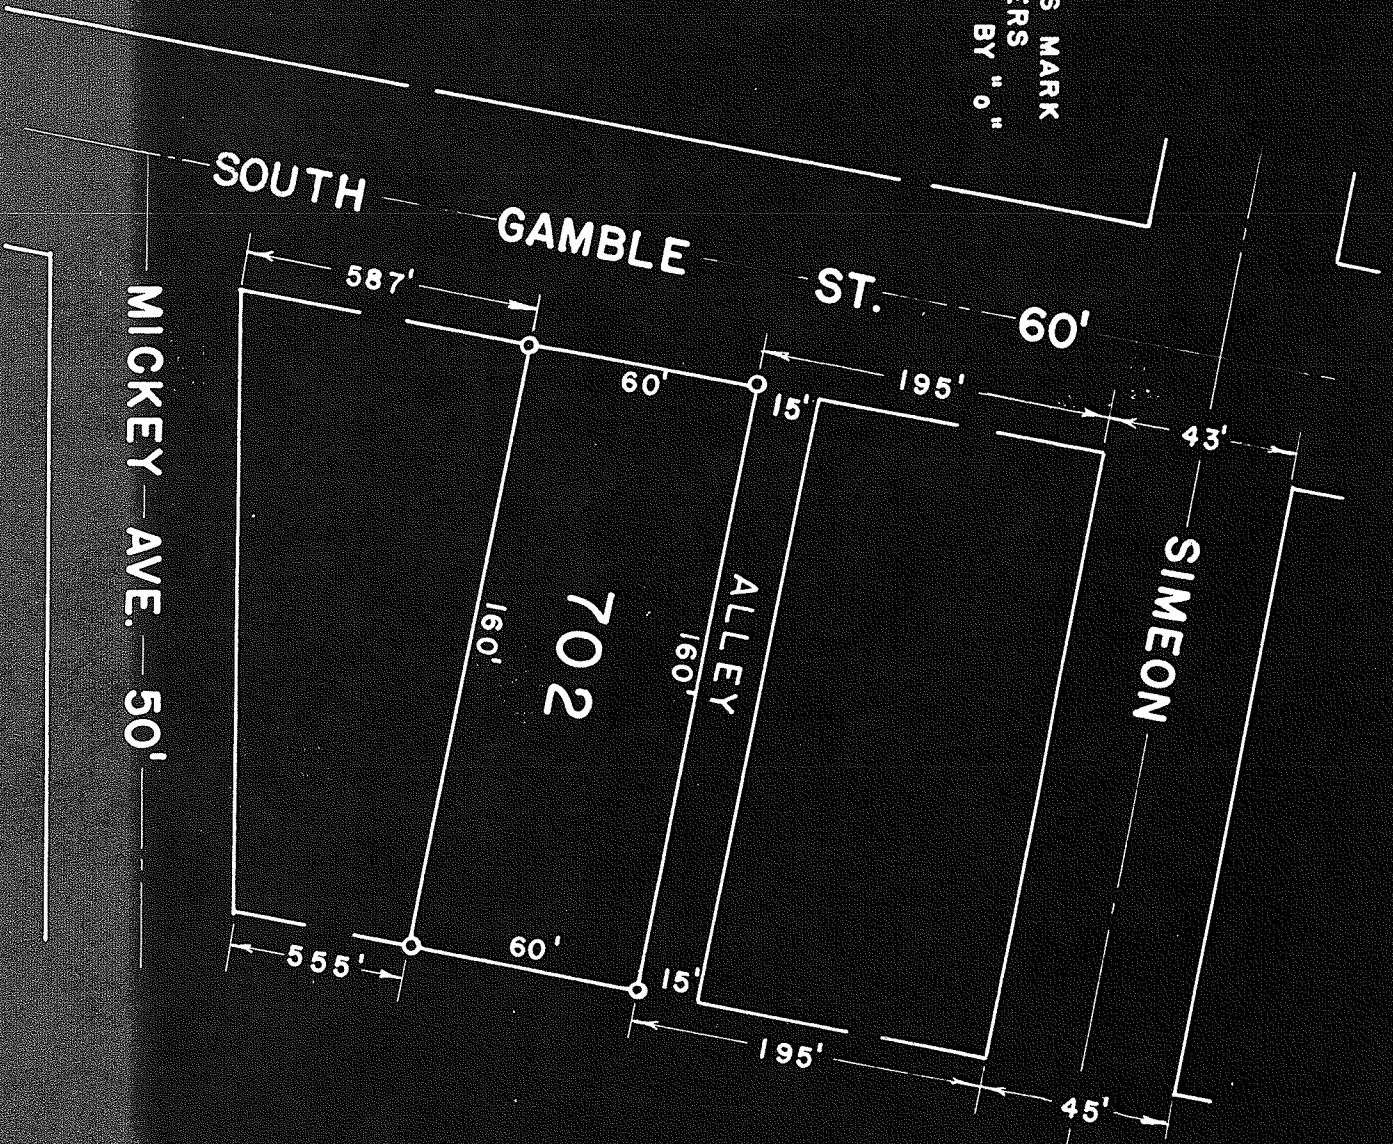 S MARK
ERS
BY "O"
SOUTH GAMBLE ST. 60'
587'
60'
15'
195'
43'
MICKEY AVE. 50'
160'
702
160'
ALLEY
SIMEON
555'
60'
15'
195'
45'